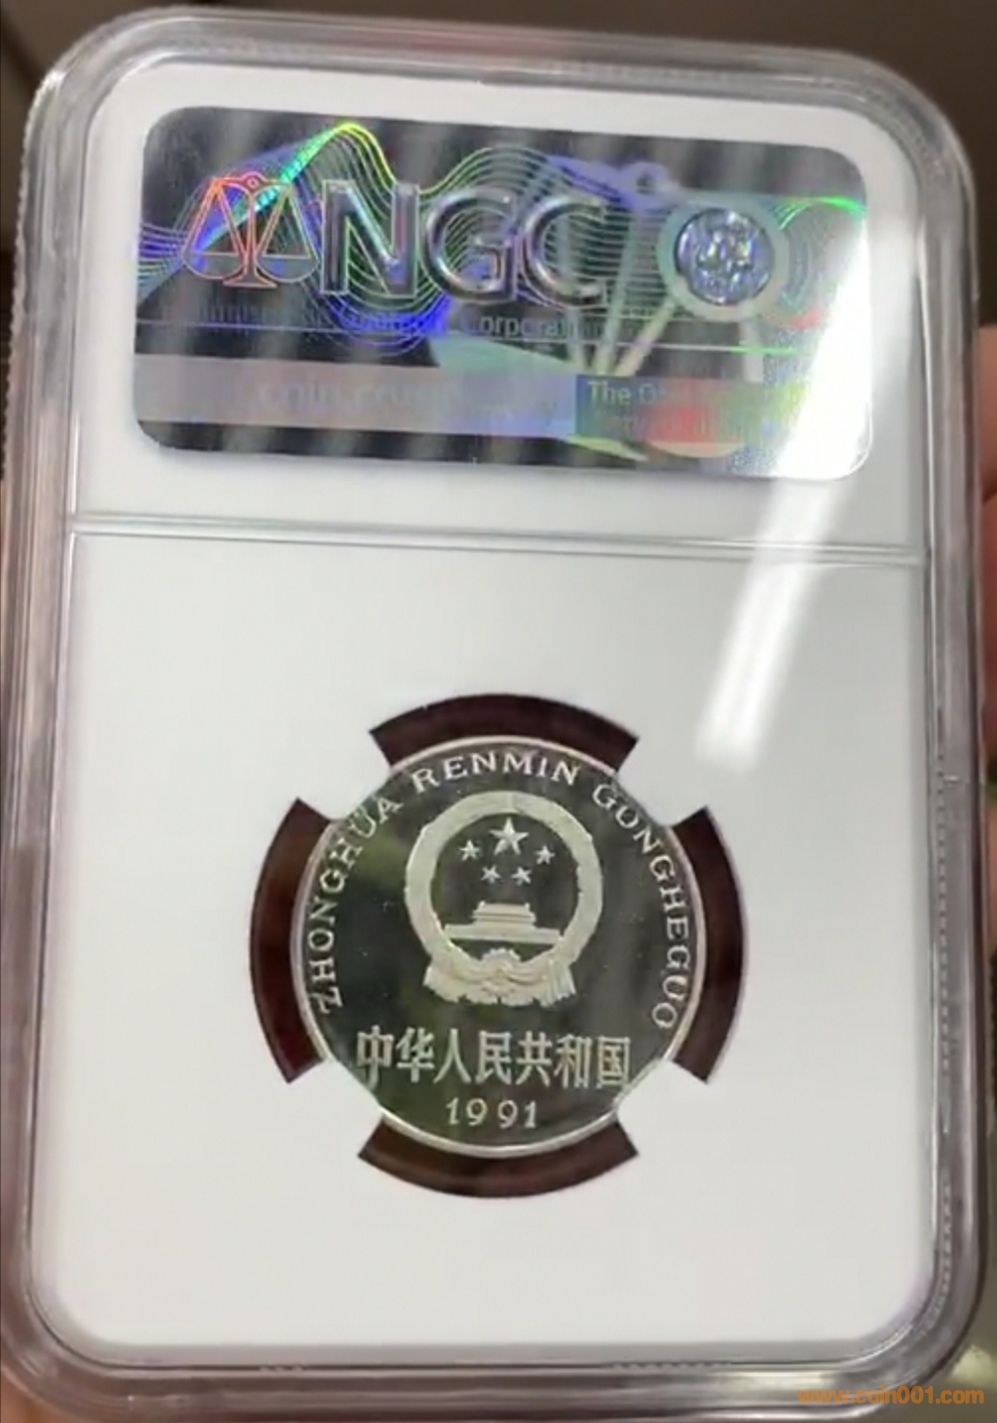 NGC
Corporation
The O
ZHONGHUA RENMIN GONGHEGUO
中华人民共和国
1991
www.coin001.com